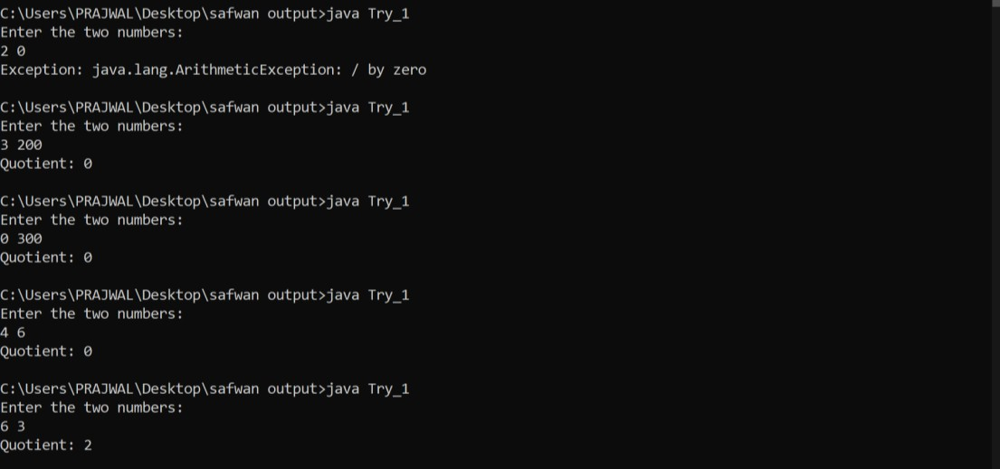 C:\Users\PRAJWAL\Desktop\safwan output>java Try_1
Enter the two numbers:
2 0
Exception: java.lang.ArithmeticException: / by zero
C:\Users\PRAJWAL\Desktop\safwan output>java Try_1
Enter the two numbers:
3 200
Quotient: 0
C:\Users\PRAJWAL\Desktop\safwan output>java Try_1
Enter the two numbers:
0 300
Quotient: 0
C:\Users\PRAJWAL\Desktop\safwan output>java Try_1
Enter the two numbers:
4 6
Quotient: 0
C:\Users\PRAJWAL\Desktop\safwan output>java Try_1
Enter the two numbers:
6 3
Quotient: 2